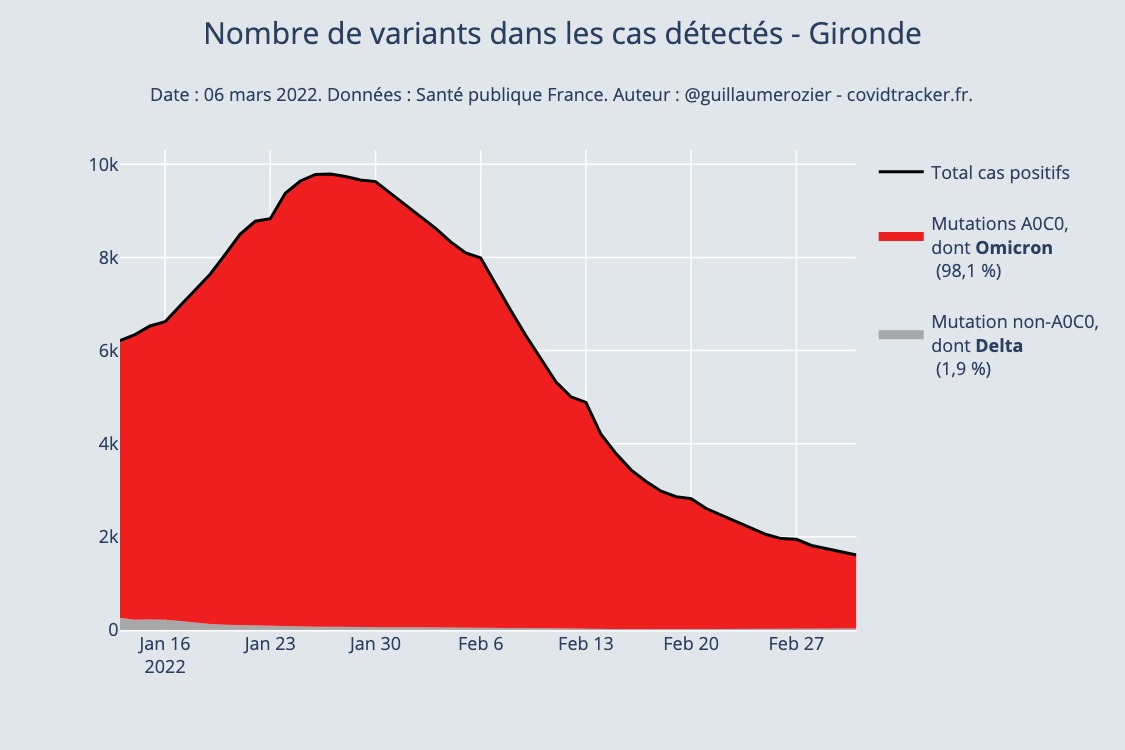 Nombre de variants dans les cas détectés - Gironde
Date : 06 mars 2022. Données : Santé publique France. Auteur : @guillaumerozier - covidtracker.fr.
10k
8k
6k
4k
2k
0
Jan 16
2022
Jan 23
Jan 30
Feb 6
Feb 13
Feb 20
Feb 27
Total cas positifs
Mutations A0C0,
dont Omicron
(98,1 %)
Mutation non-A0C0,
dont Delta
(1,9 %)